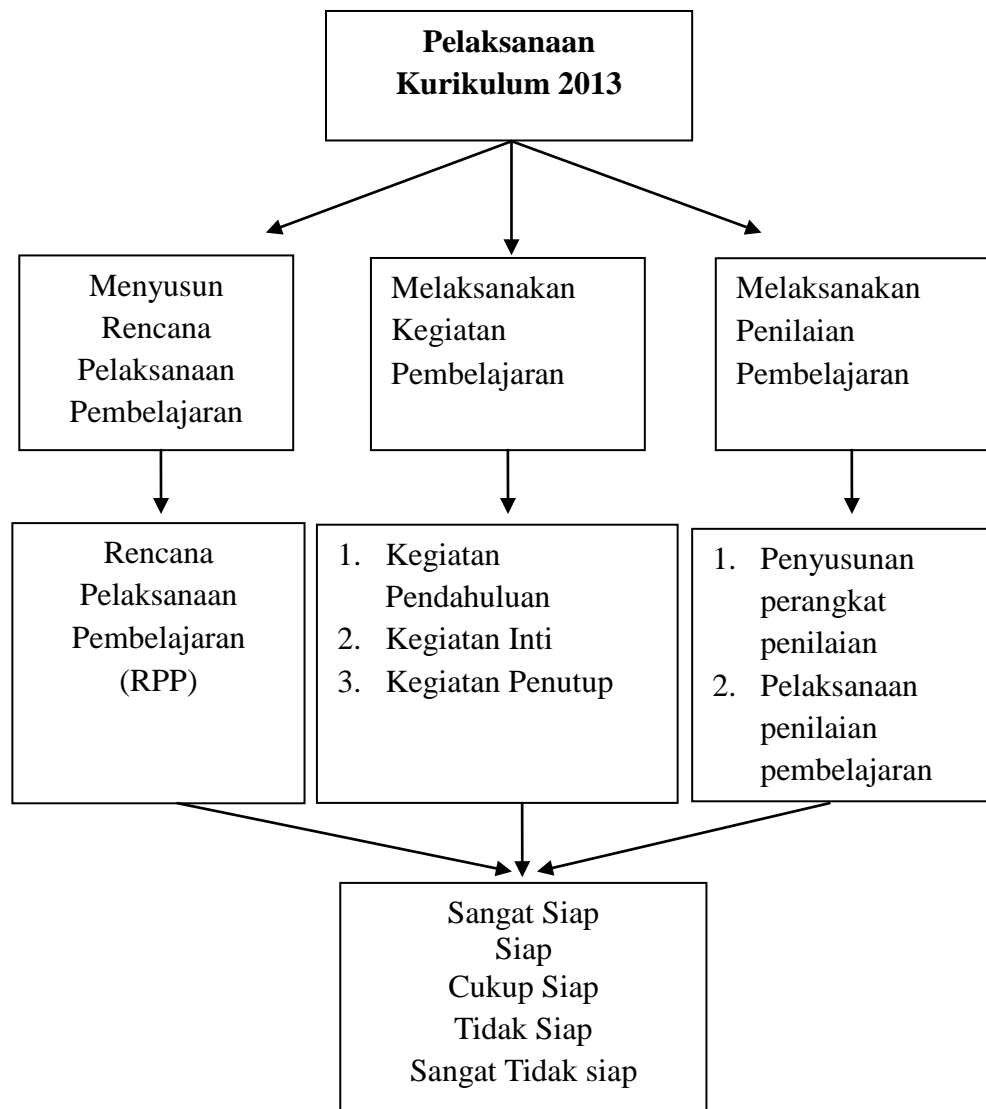 Pelaksanaan
Kurikulum 2013
Menyusun
Rencana
Pelaksanaan
Pembelajaran
Melaksanakan
Kegiatan
Pembelajaran
Melaksanakan
Penilaian
Pembelajaran
Rencana
Pelaksanaan
Pembelajaran
(RPP)
1. Kegiatan
Pendahuluan
2. Kegiatan Inti
3. Kegiatan Penutup
1. Penyusunan
perangkat
penilaian
2. Pelaksanaan
penilaian
pembelajaran
Sangat Siap
Siap
Cukup Siap
Tidak Siap
Sangat Tidak siap